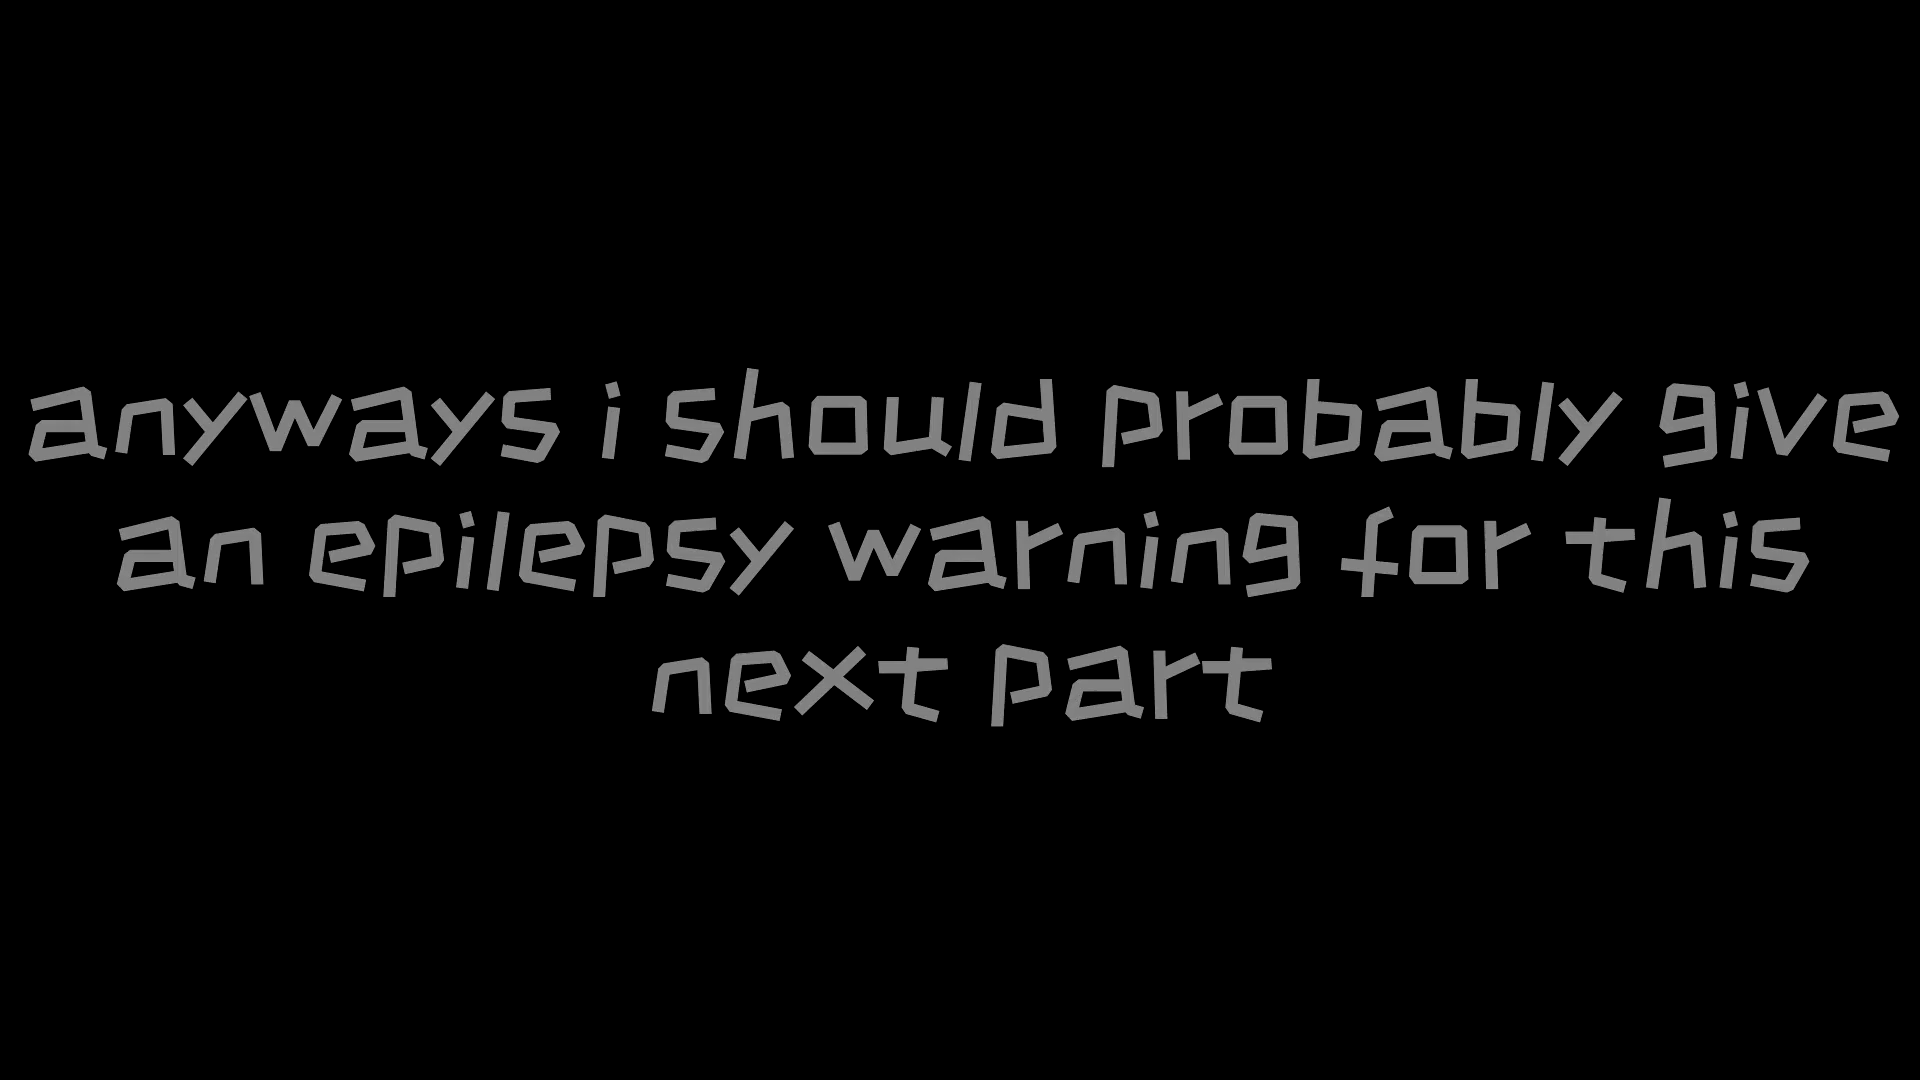 anyways i should probably give
an epilepsy warning for this
next part